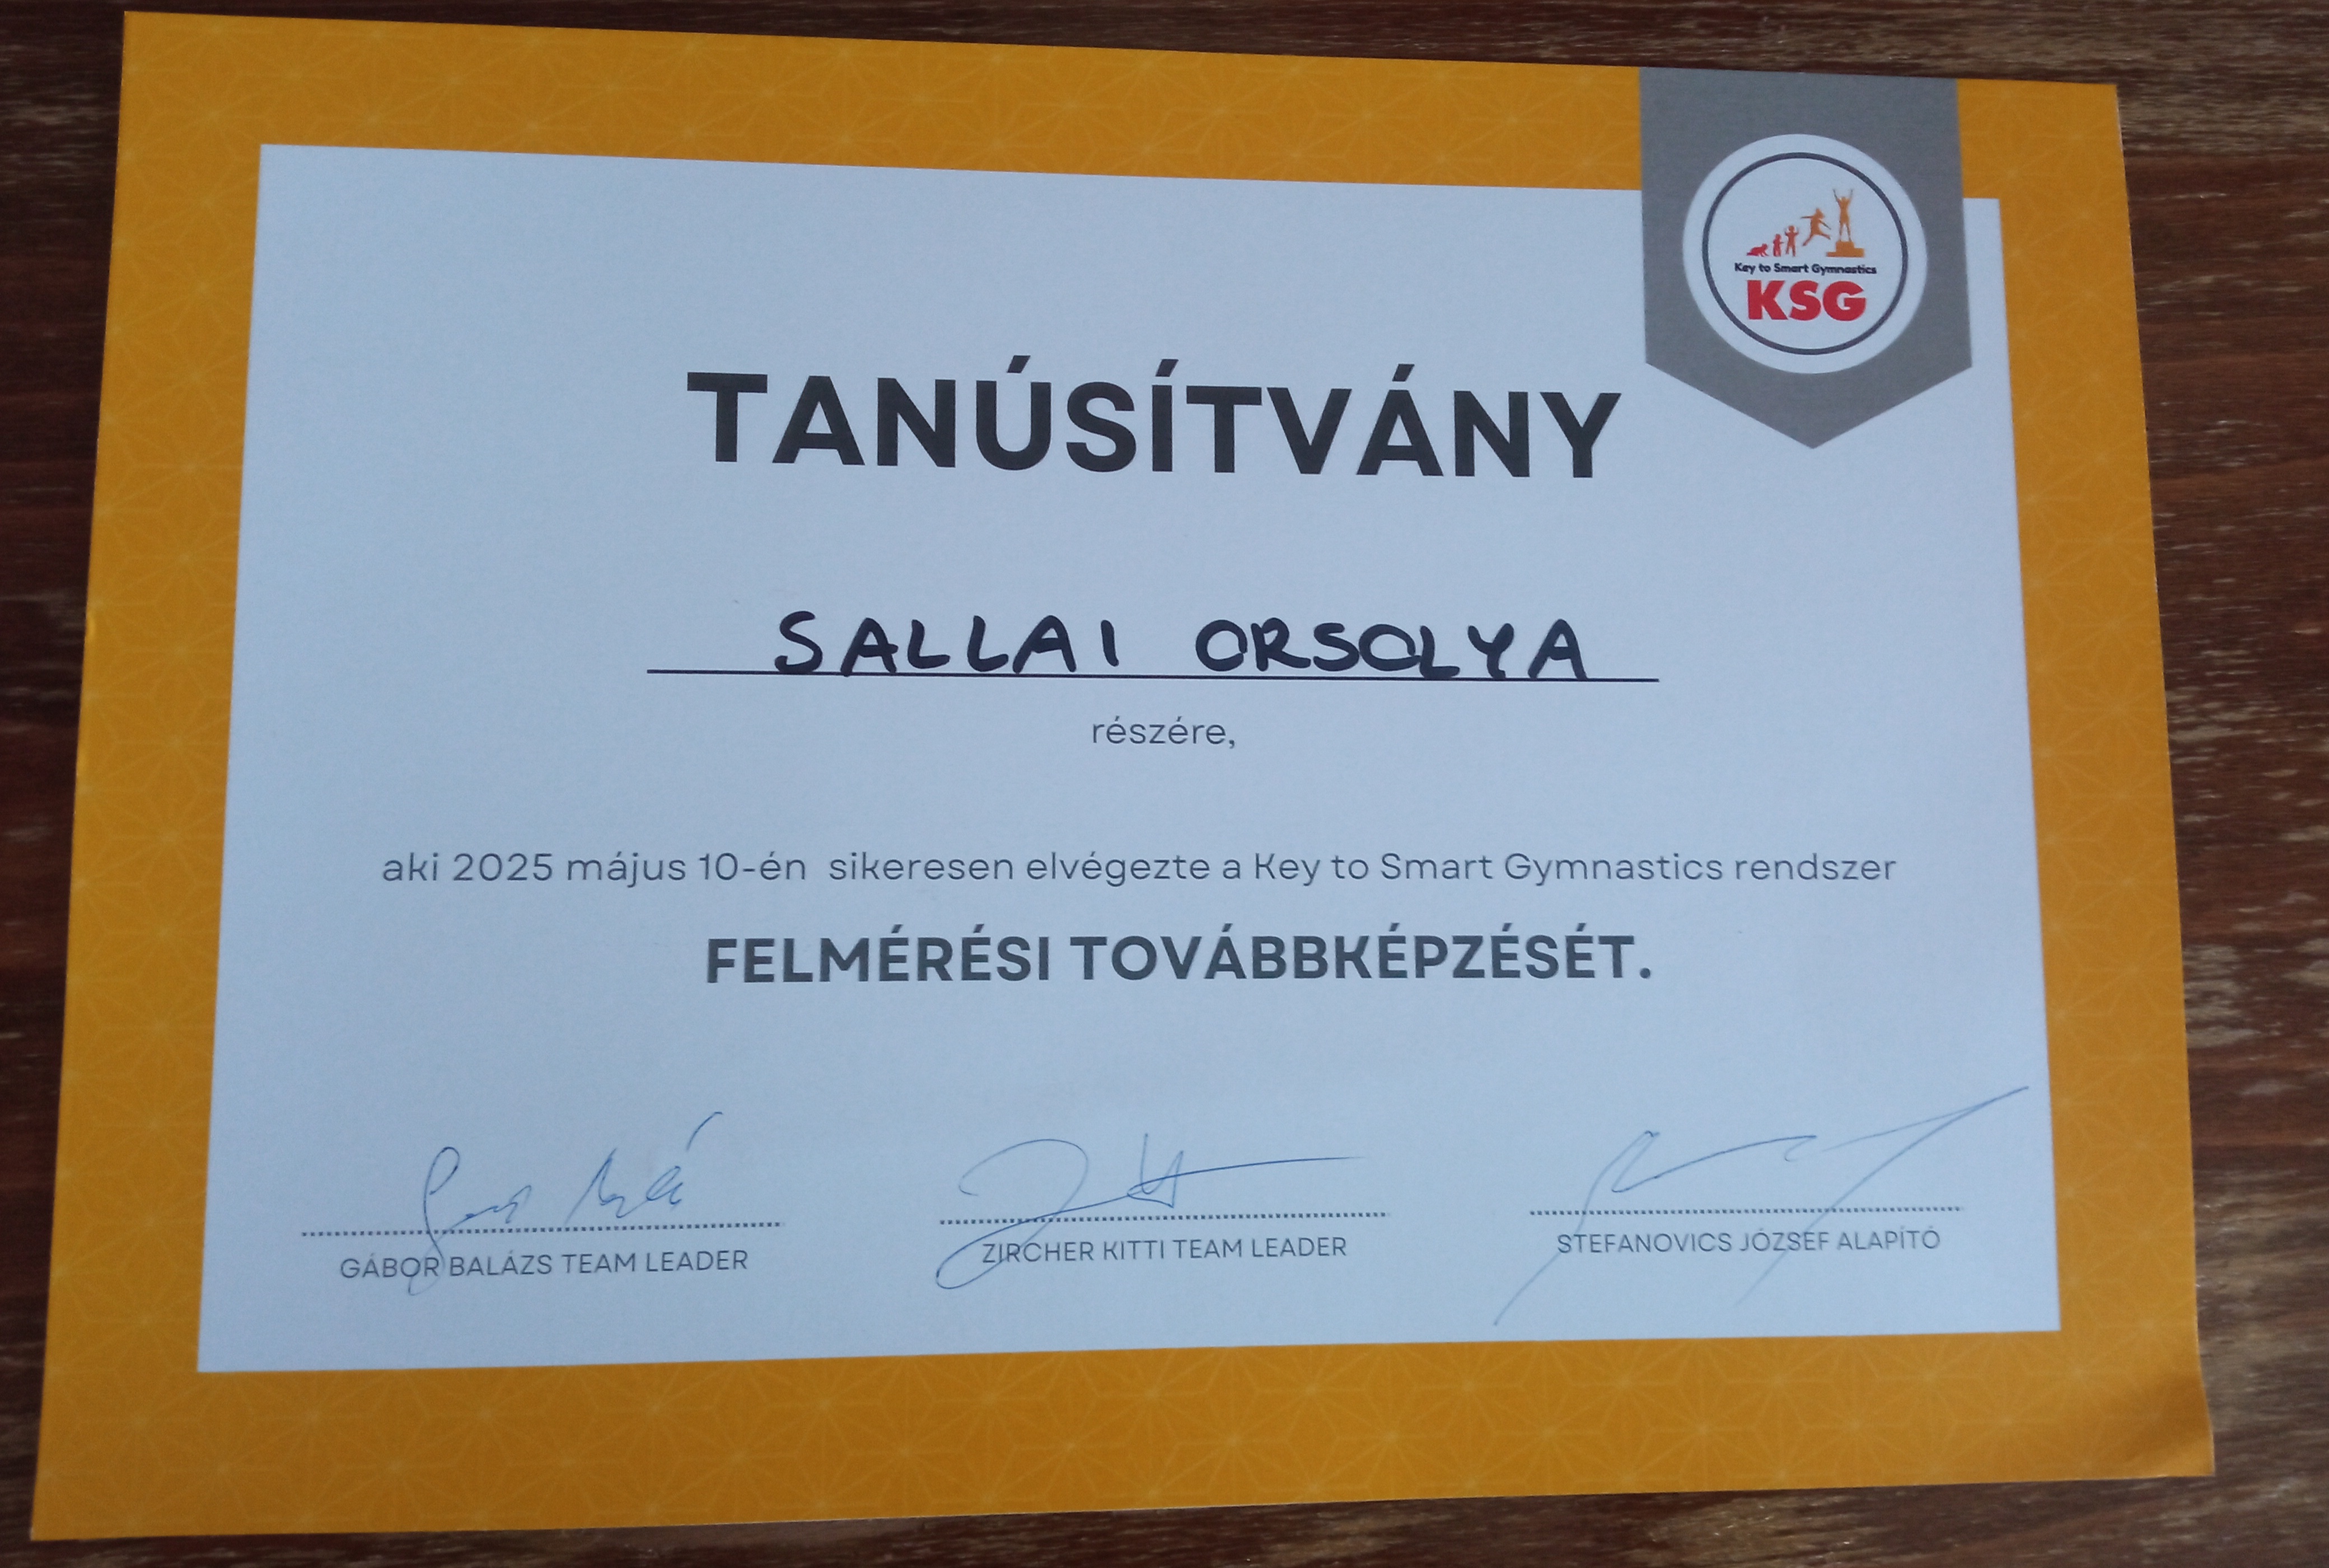 Key to Smart Gymnastics
KSG
TANÚSÍTVÁNY
SALLAI ORSOLYA
részére,
aki 2025 május 10-én sikeresen elvégezte a Key to Smart Gymnastics rendszer
FELMÉRÉSI TOVÁBBKÉPZÉSÉT.
GÁBOR BALÁZS TEAM LEADER
ZIRCHER KITTI TEAM LEADER
STEFANOVICS JÓZSEF ALAPÍTÓ